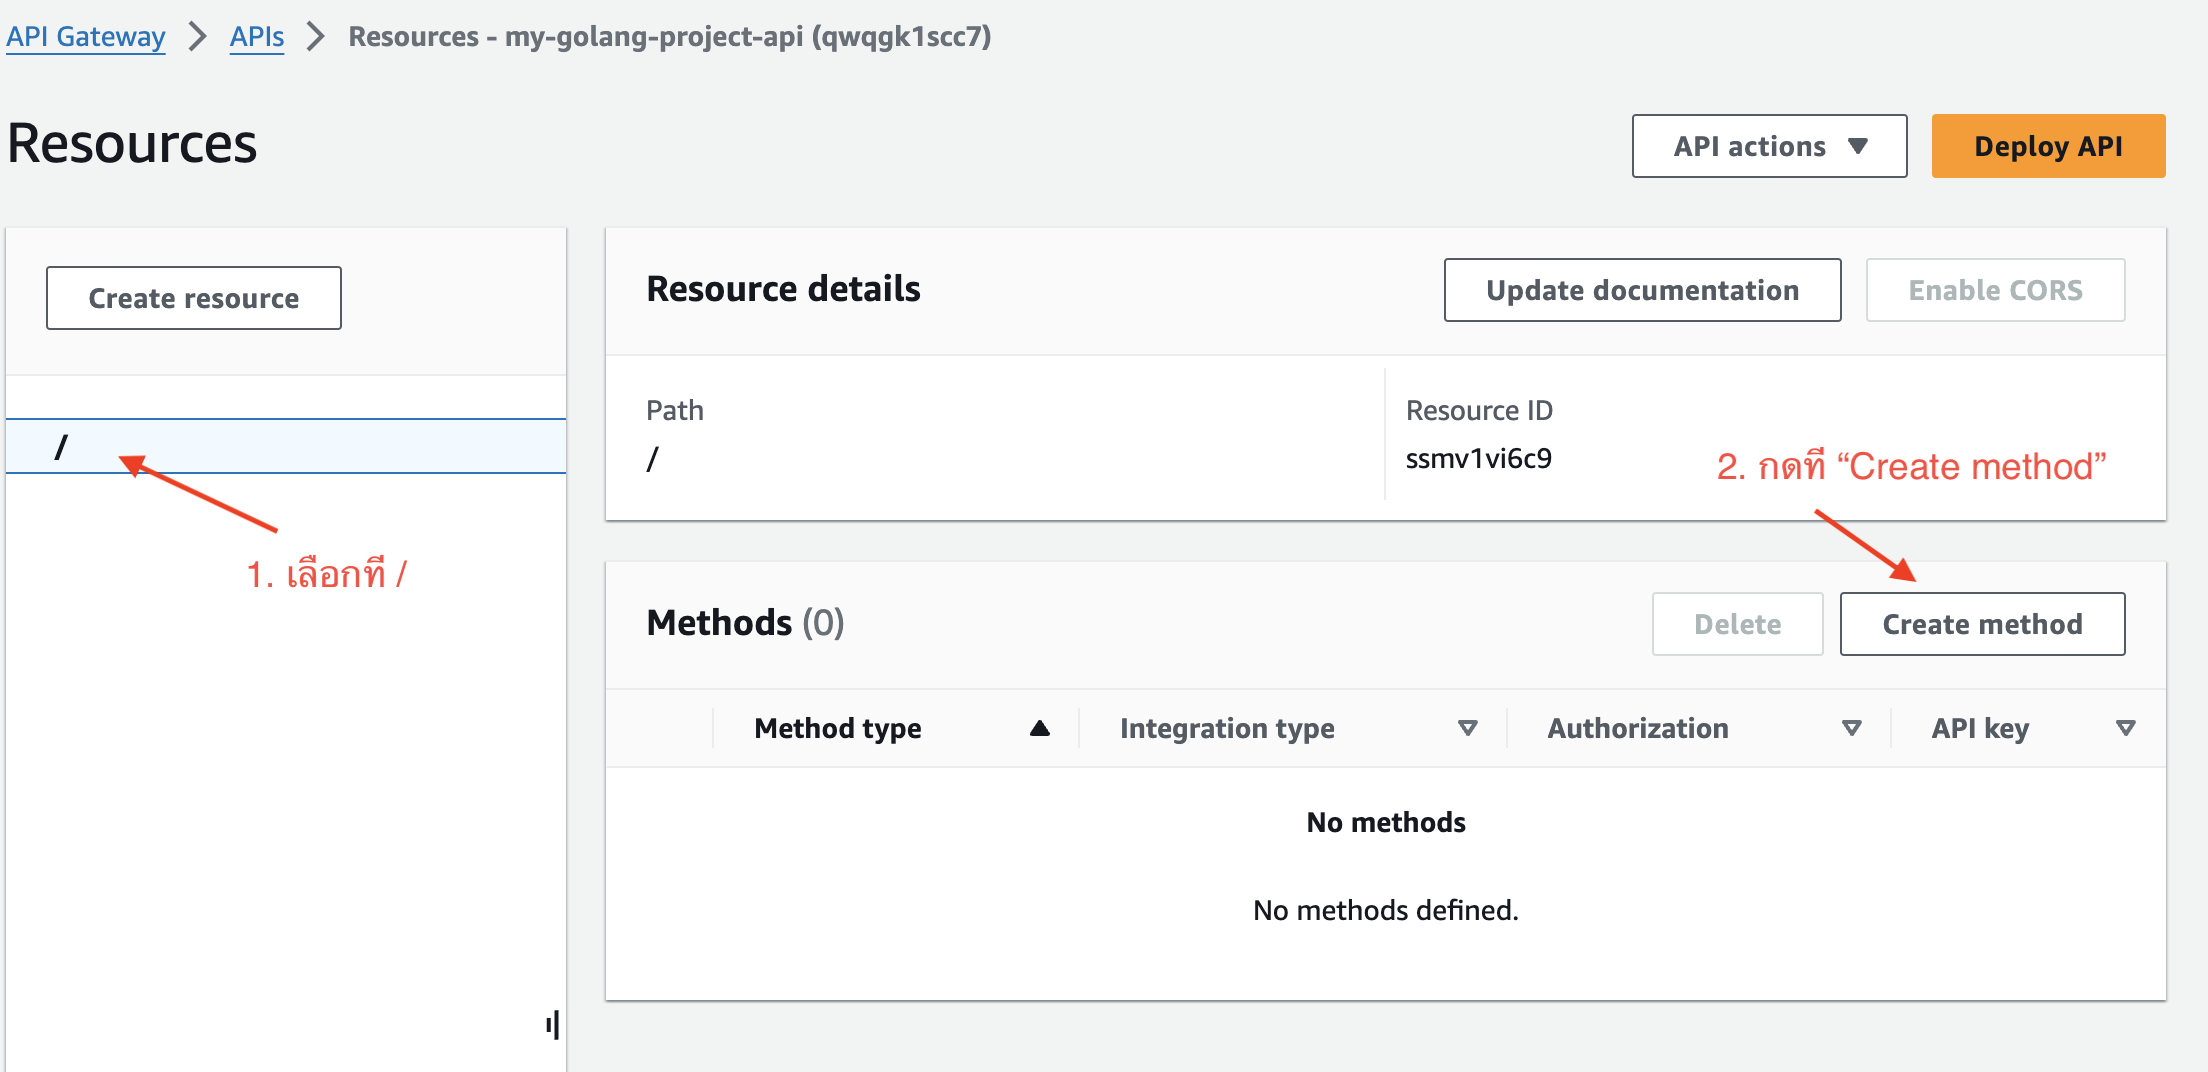 API Gateway > APIs > Resources - my-golang-project-api (qwqgk1scc7)
Resources
API actions
Deploy API
Create resource
/
1. เลือกที่ /
Resource details
Update documentation
Enable CORS
Path
/
Resource ID
ssmv1vi6c9
2. กดที่ “Create method”
Methods (0)
Delete
Create method
Method type
Integration type
Authorization
API key
No methods
No methods defined.